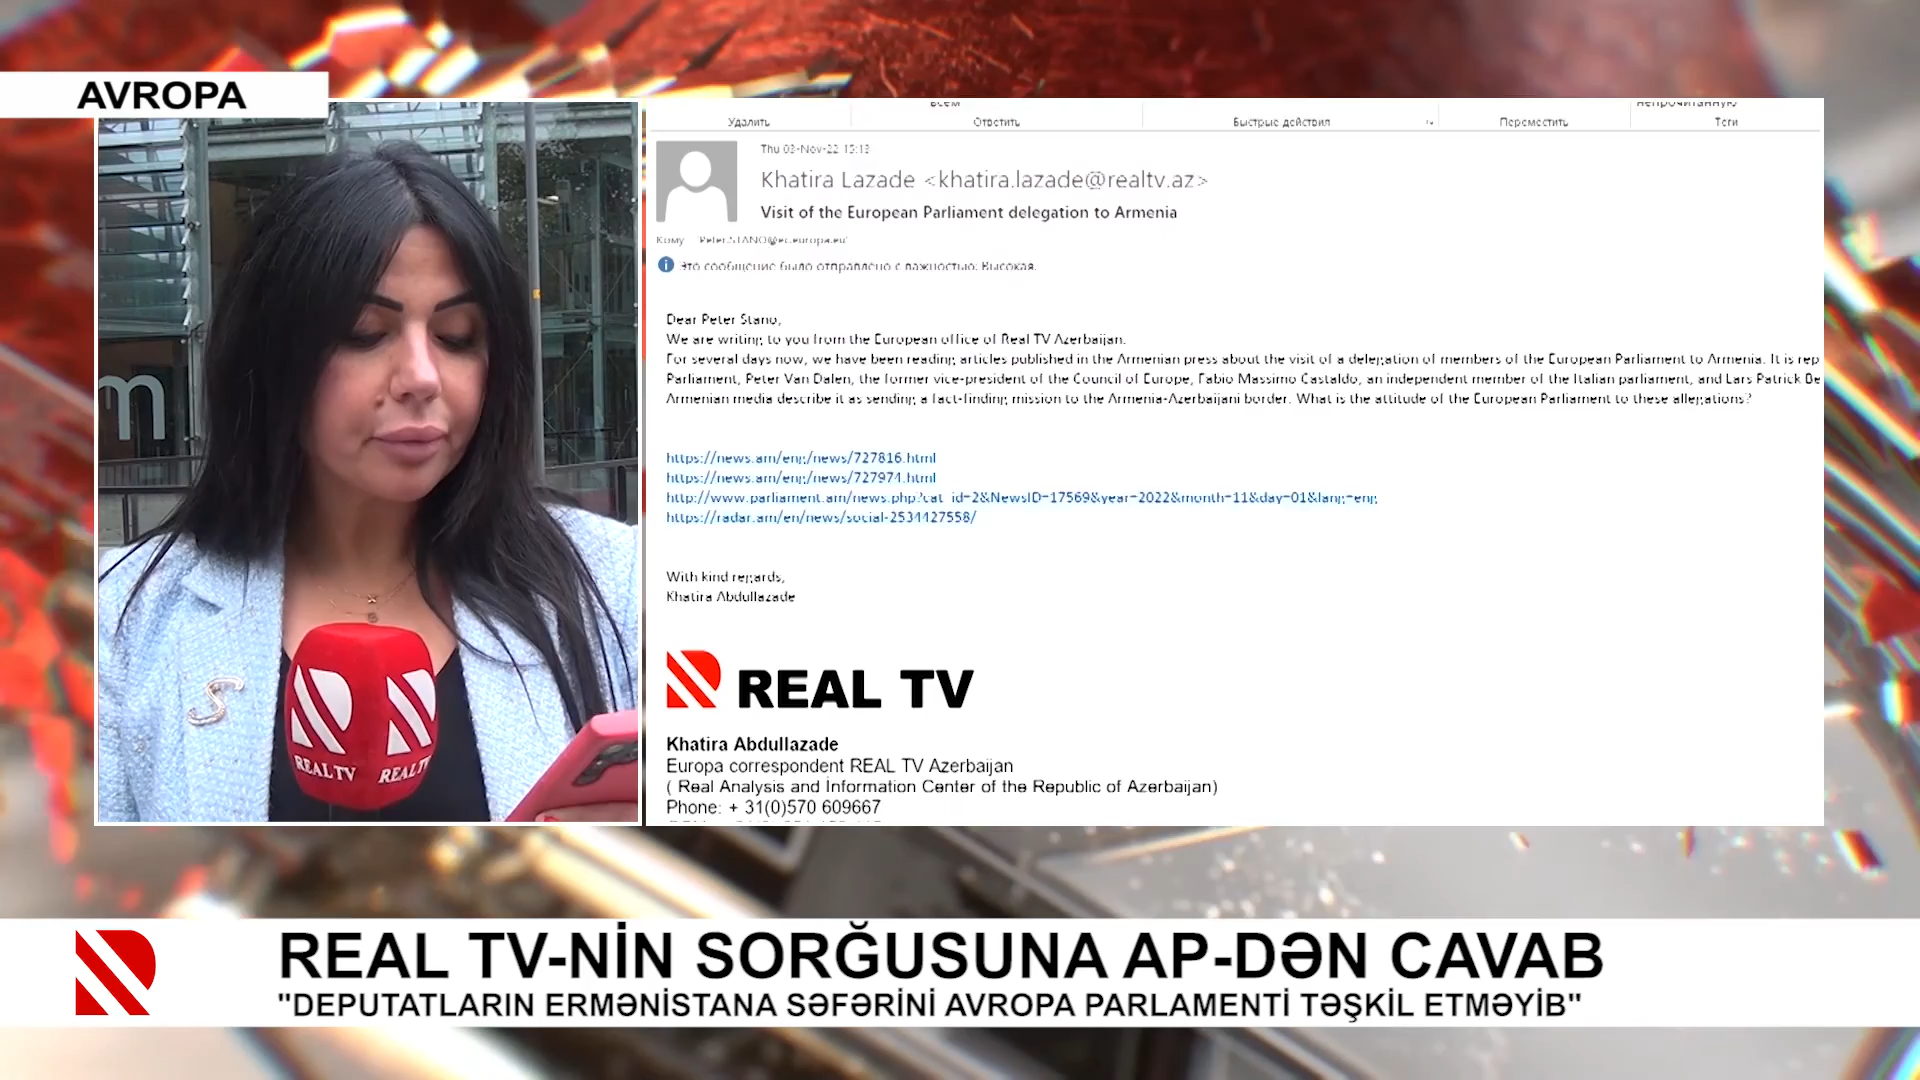 AVROPA
всем
непрочитанную
Удалить
Ответить
Быстрые действия
Переместить
Теги
Thu 03-Nov-22 15:13
Khatira Lazade <khatira.lazade@realtv.az>
Visit of the European Parliament delegation to Armenia
Кому Peter.STANO@ec.europa.eu'
Это сообщение было отправлено с важностью: Высокая.
Dear Peter Stano,
We are writing to you from the European office of Real TV Azerbaijan.
For several days now, we have been reading articles published in the Armenian press about the visit of a delegation of members of the European Parliament to Armenia. It is rep
Parliament, Peter Van Dalen, the former vice-president of the Council of Europe, Fabio Massimo Castaldo, an independent member of the Italian parliament, and Lars Patrick Be
Armenian media describe it as sending a fact-finding mission to the Armenia-Azerbaijani border. What is the attitude of the European Parliament to these allegations?
https://news.am/eng/news/727816.html
https://news.am/eng/news/727974.html
http://www.parliament.am/news.php?cat_id=2&NewsID=17569&year=2022&month=11&day=01&lang=eng
https://radar.am/en/news/social-2534427558/
With kind regards,
Khatira Abdullazade
REAL TV
Khatira Abdullazade
Europa correspondent REAL TV Azerbaijan
( Real Analysis and Information Center of the Republic of Azerbaijan)
Phone: + 31(0)570 609667
m
S
REAL TV
REAL TV
REAL TV-NİN SORĞUSUNA AP-DƏN CAVAB
"DEPUTATLARIN ERMƏNİSTANA SƏFƏRİNİ AVROPA PARLAMENTİ TƏŞKİL ETMƏYİB"